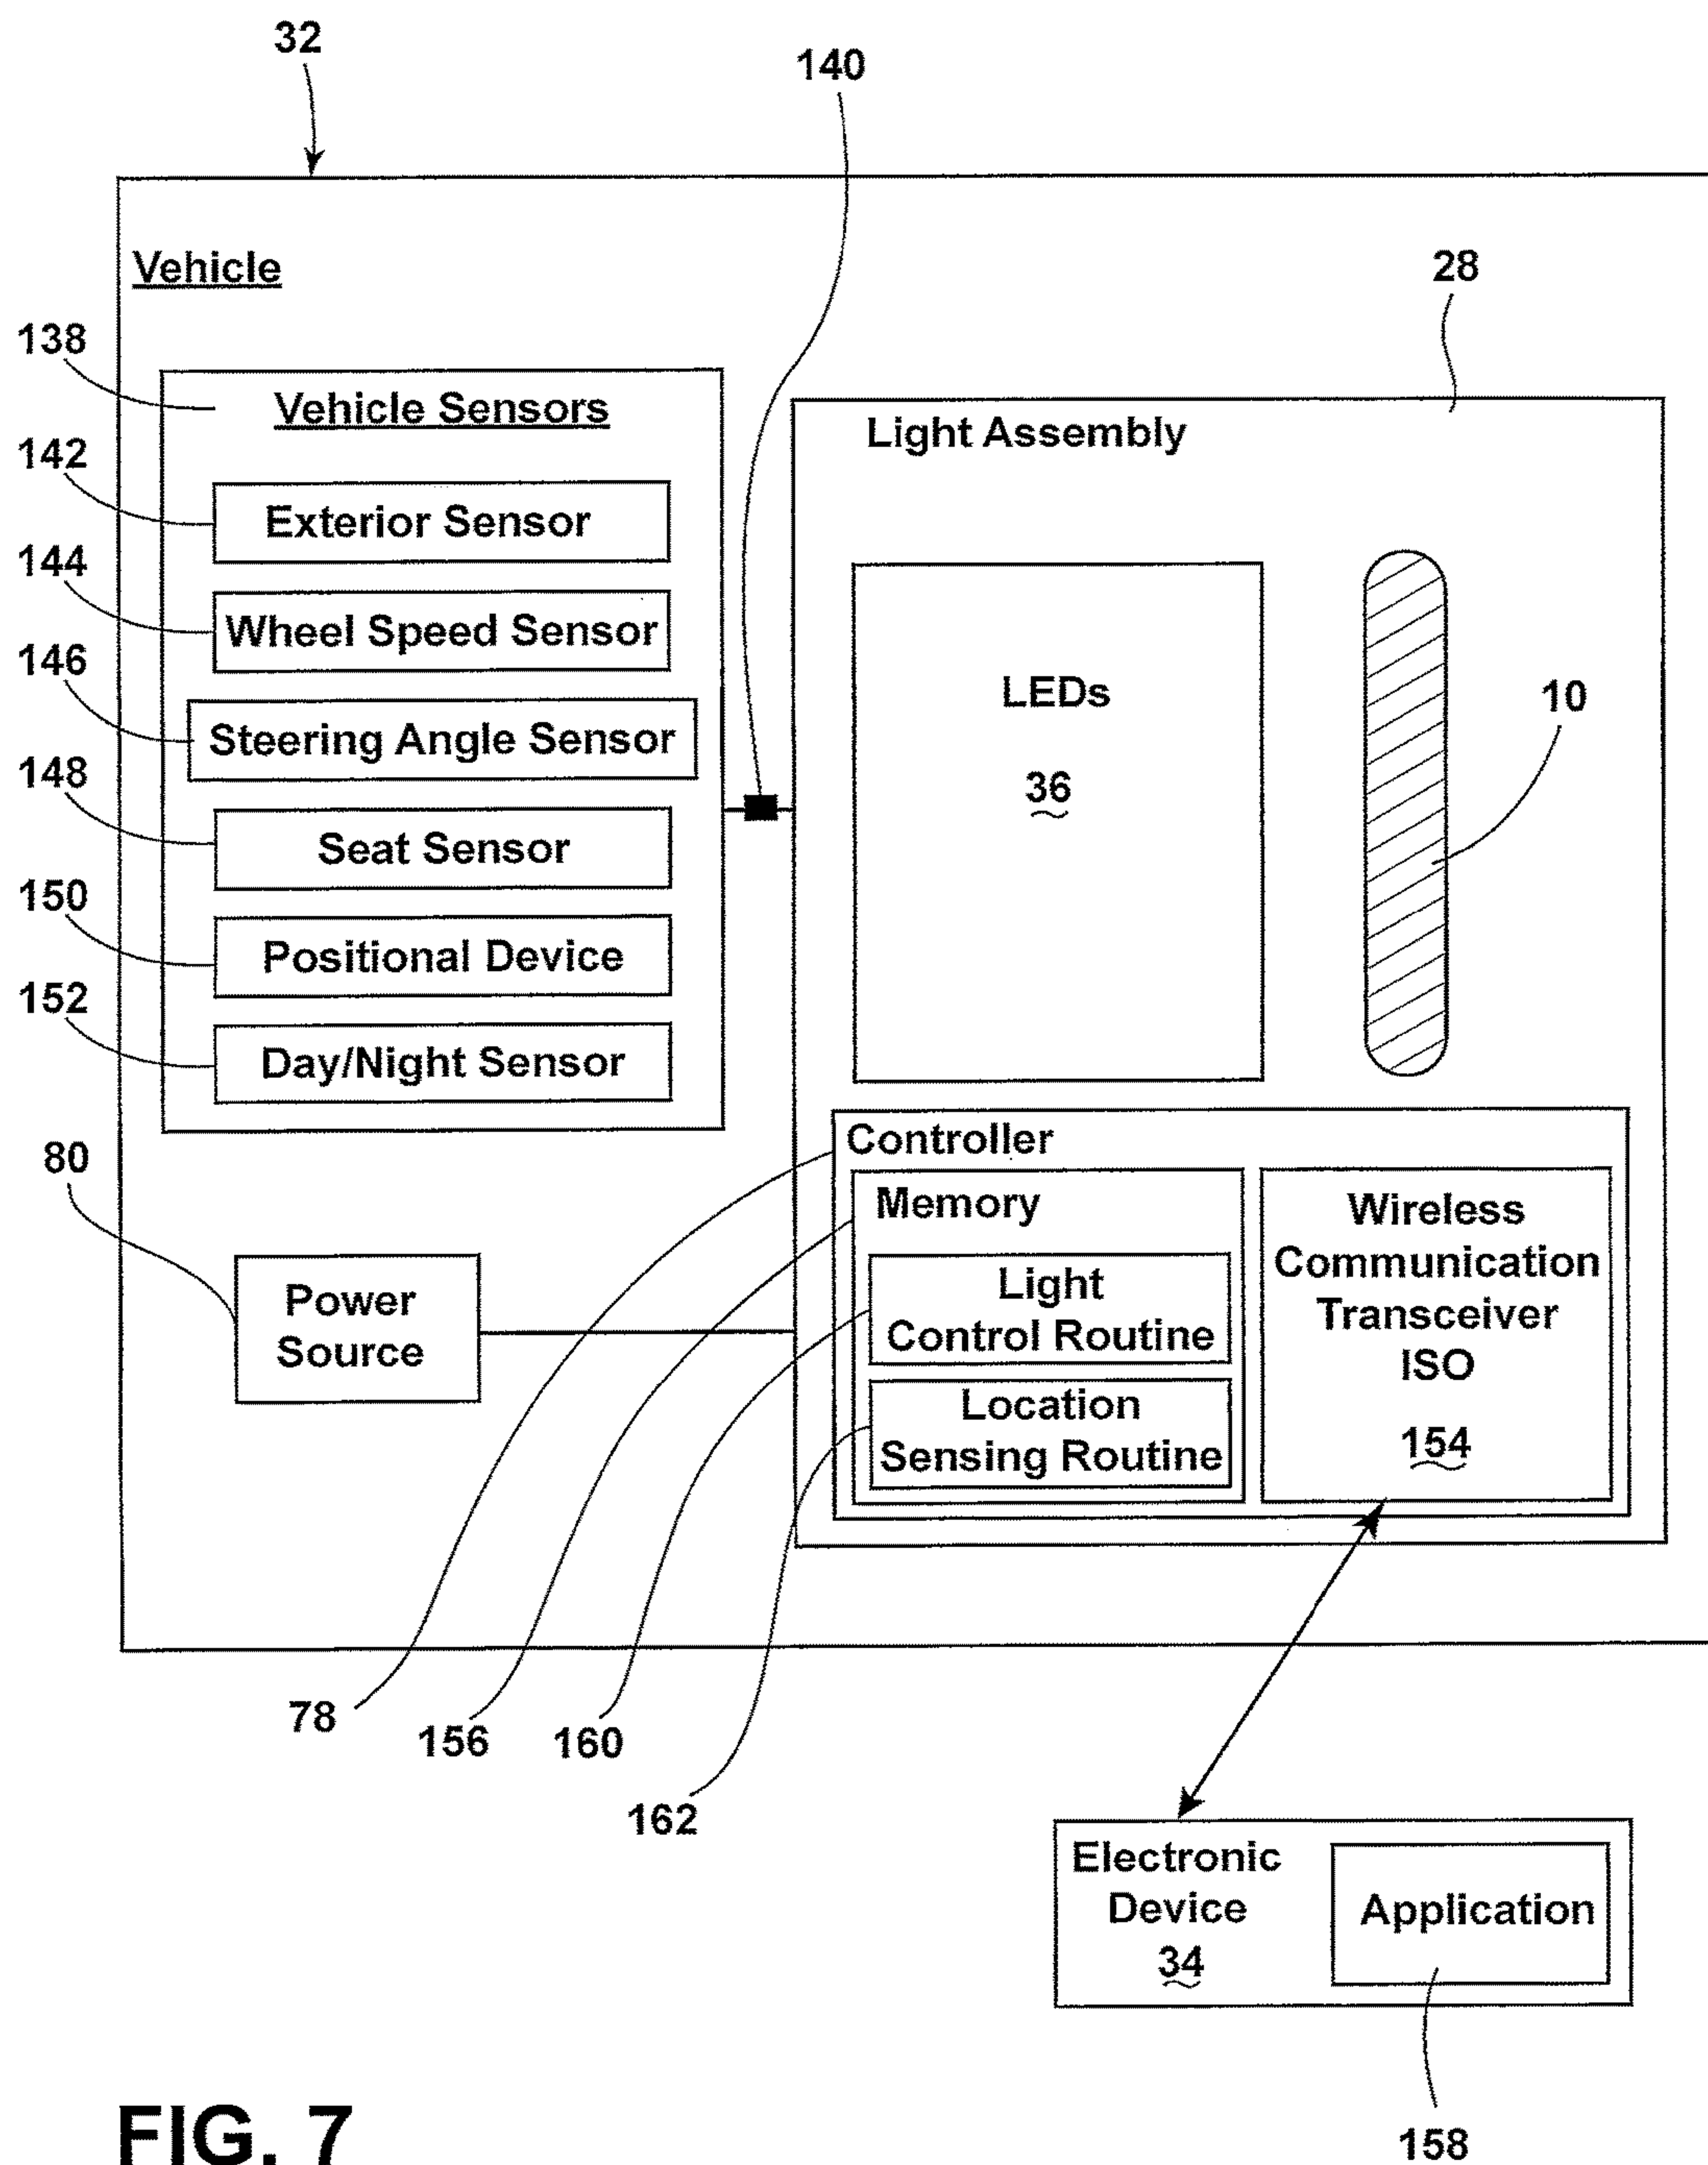 32
140
Vehicle
28
138
Vehicle Sensors
Light Assembly
142
Exterior Sensor
144
Wheel Speed Sensor
146
LEDs
10
Steering Angle Sensor
36
148
Seat Sensor
150
Positional Device
152
Day/Night Sensor
80
Controller
Memory
Wireless
Communication
Transceiver
ISO
154
Light
Control Routine
Power
Source
Location
Sensing Routine
78
156
160
162
Electronic
Device
34
Application
158
FIG. 7